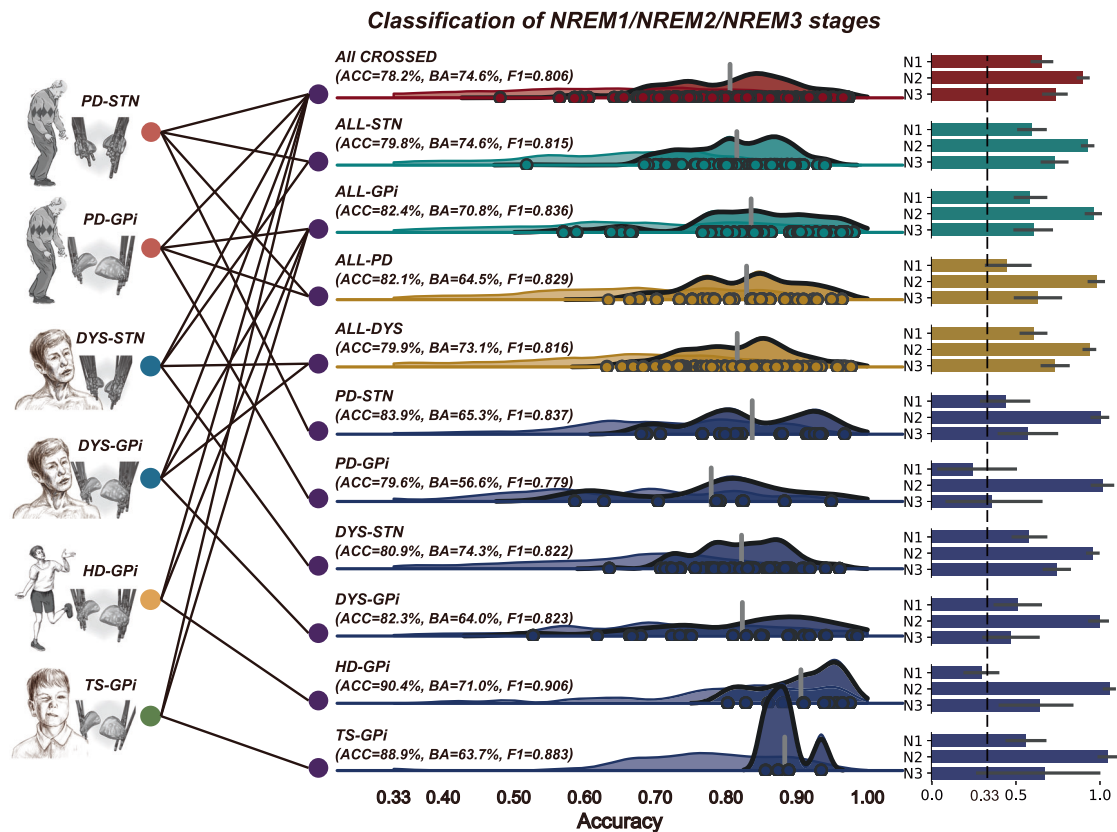 Classification of NREM1/NREM2/NREM3 stages
PD-STN
PD-GPi
DYS-STN
DYS-GPi
HD-GPi
TS-GPi
All CROSSED
(ACC=78.2%, BA=74.6%, F1=0.806)
ALL-STN
(ACC=79.8%, BA=74.6%, F1=0.815)
ALL-GPi
(ACC=82.4%, BA=70.8%, F1=0.836)
ALL-PD
(ACC=82.1%, BA=64.5%, F1=0.829)
ALL-DYS
(ACC=79.9%, BA=73.1%, F1=0.816)
PD-STN
(ACC=83.9%, BA=65.3%, F1=0.837)
PD-GPi
(ACC=79.6%, BA=56.6%, F1=0.779)
DYS-STN
(ACC=80.9%, BA=74.3%, F1=0.822)
DYS-GPi
(ACC=82.3%, BA=64.0%, F1=0.823)
HD-GPi
(ACC=90.4%, BA=71.0%, F1=0.906)
TS-GPi
(ACC=88.9%, BA=63.7%, F1=0.883)
0.33 0.40 0.50 0.60 0.70 0.80 0.90 1.00
Accuracy
N1
N2
N3
N1
N2
N3
N1
N2
N3
N1
N2
N3
N1
N2
N3
N1
N2
N3
N1
N2
N3
N1
N2
N3
N1
N2
N3
N1
N2
N3
N1
N2
N3
0.0 0.33 0.5 1.0